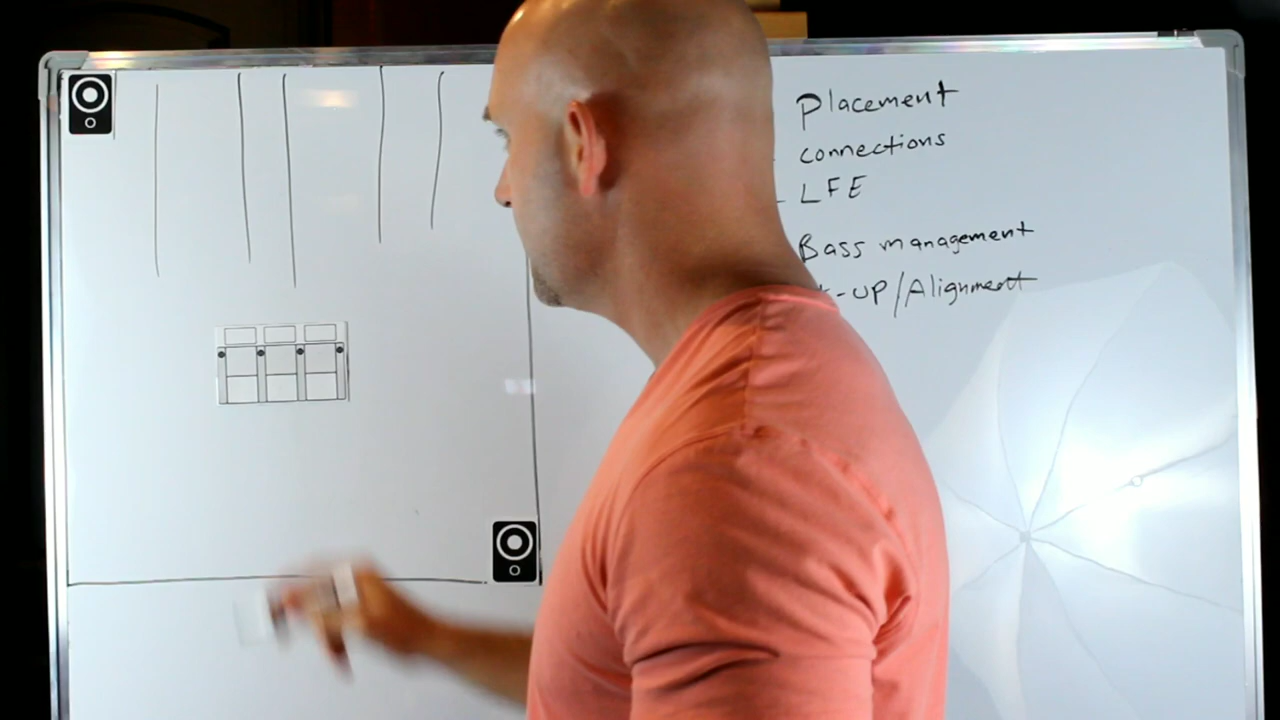 Placement
connections
LFE
Bass management
-up/Alignment